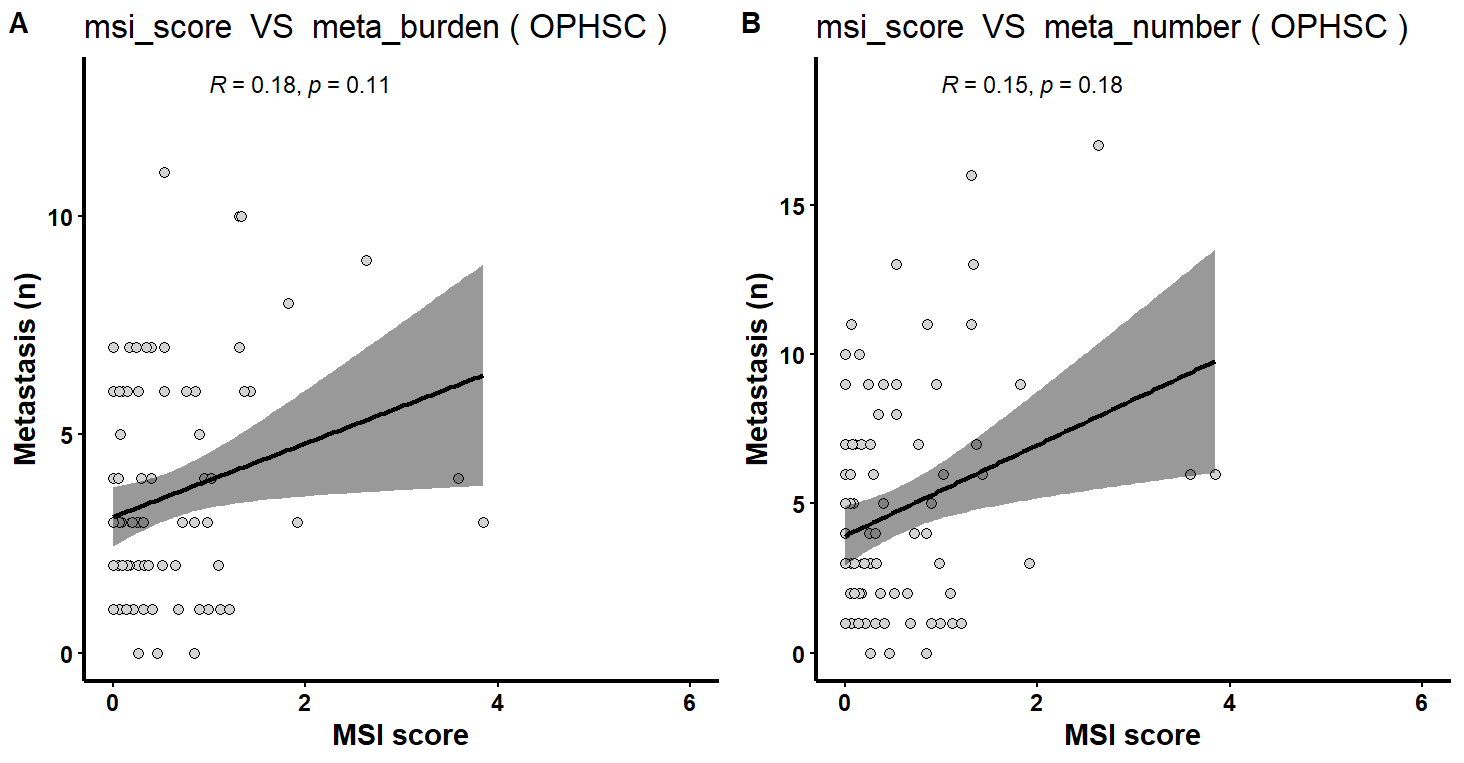 A
msi_score VS meta_burden ( OPHSC )
R = 0.18, p = 0.11
10
5
0
Metastasis (n)
0 2 4 6
MSI score
B
msi_score VS meta_number ( OPHSC )
R = 0.15, p = 0.18
15
10
5
0
Metastasis (n)
0 2 4 6
MSI score